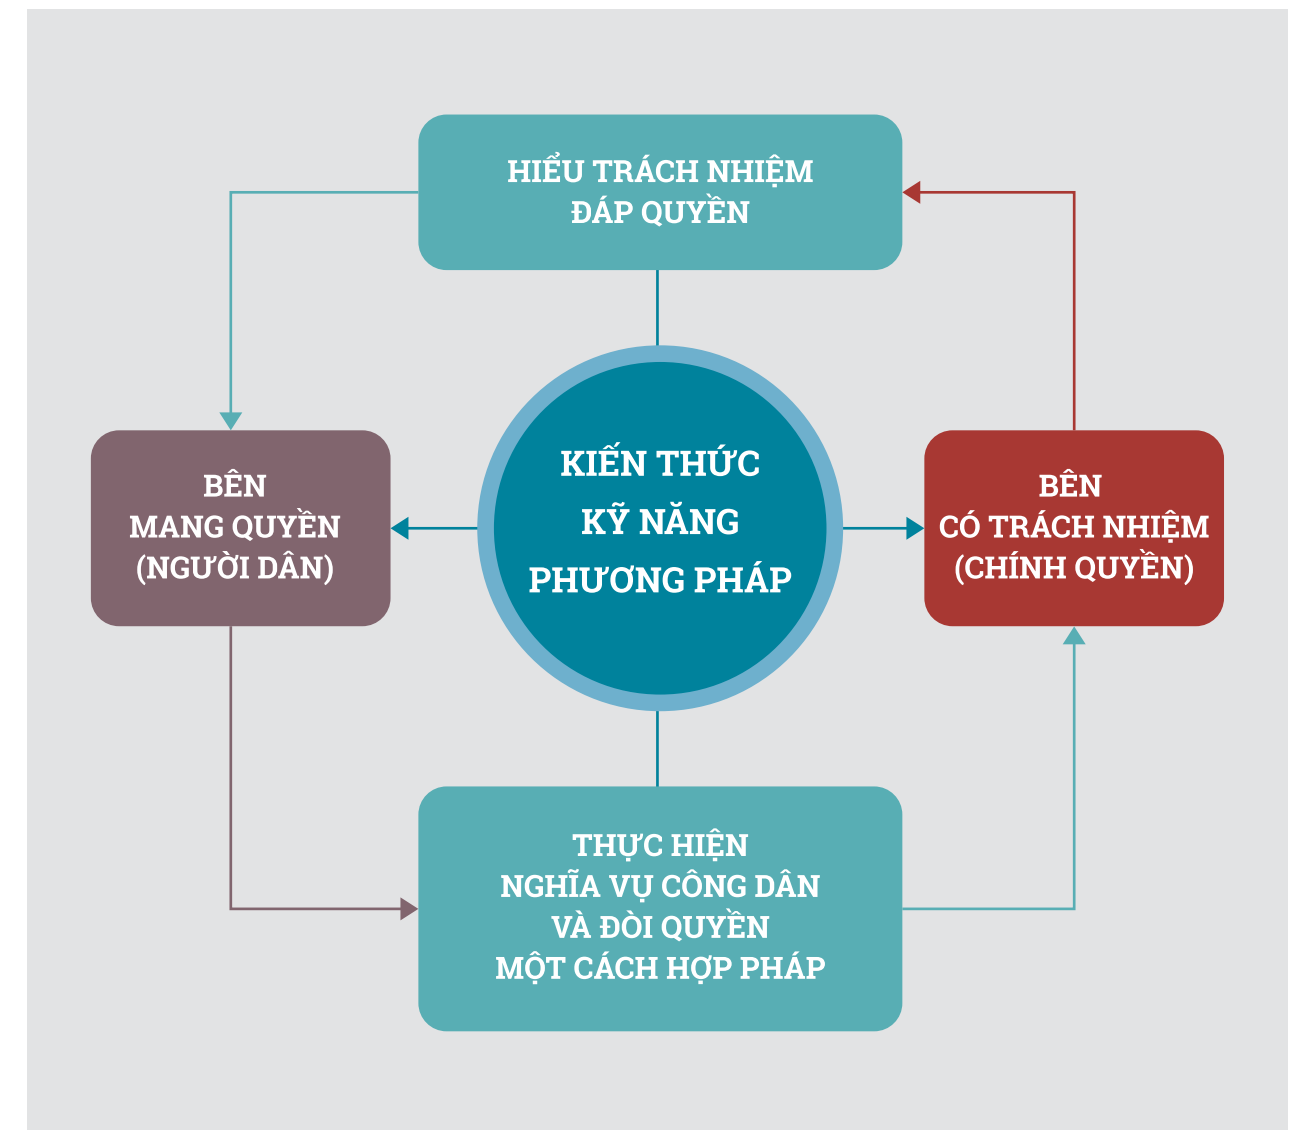 HIỂU TRÁCH NHIỆM
ĐÁP QUYỀN
BÊN
MANG QUYỀN
(NGƯỜI DÂN)
KIẾN THỨC
KỸ NĂNG
PHƯƠNG PHÁP
BÊN
CÓ TRÁCH NHIỆM
(CHÍNH QUYỀN)
THỰC HIỆN
NGHĨA VỤ CÔNG DÂN
VÀ ĐÒI QUYỀN
MỘT CÁCH HỢP PHÁP